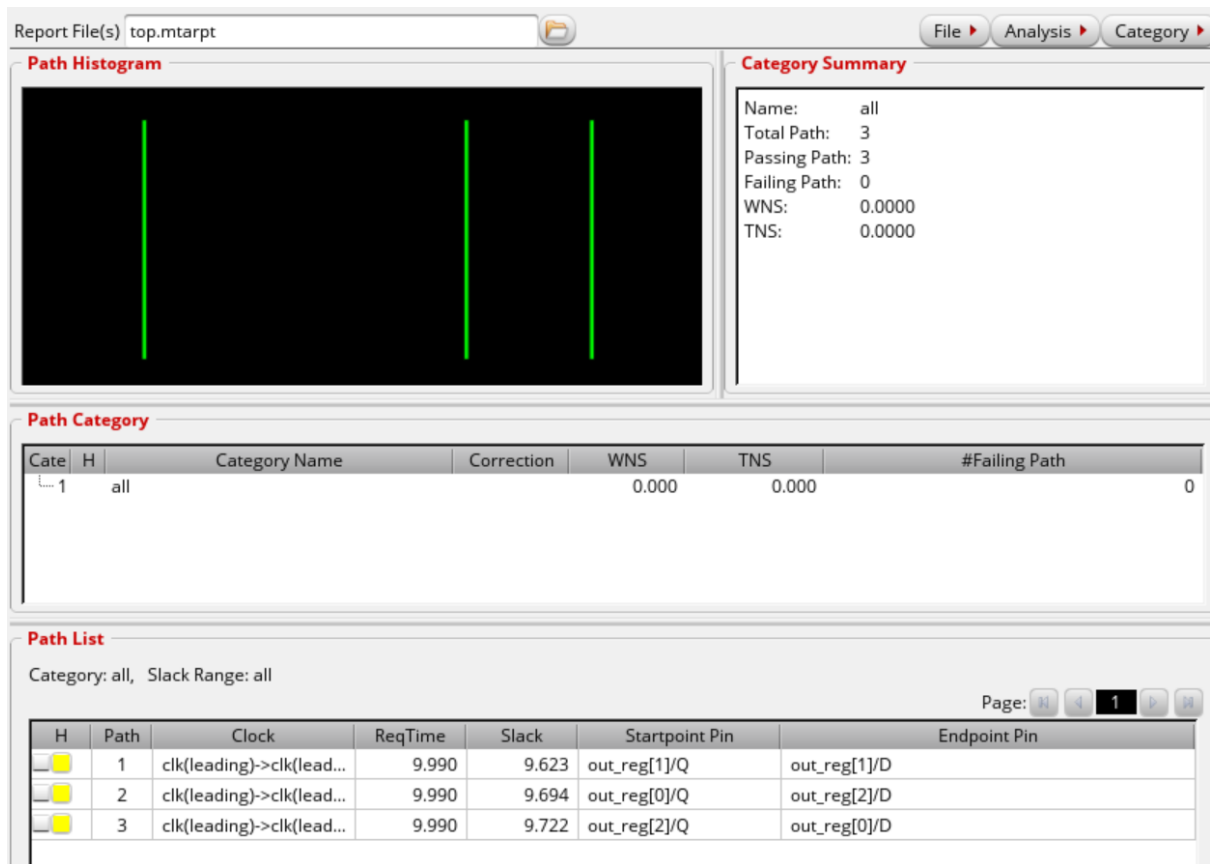 Report File(s) top.mtarpt File Analysis Category
Path Histogram
Category Summary
Name: all
Total Path: 3
Passing Path: 3
Failing Path: 0
WNS: 0.0000
TNS: 0.0000
Path Category
Cate H Category Name Correction WNS TNS #Failing Path
1 all 0.000 0.000 0
Path List
Category: all, Slack Range: all
Page: 1
H Path Clock ReqTime Slack Startpoint Pin Endpoint Pin
1 clk(leading)->clk(lead... 9.990 9.623 out_reg[1]/Q out_reg[1]/D
2 clk(leading)->clk(lead... 9.990 9.694 out_reg[0]/Q out_reg[2]/D
3 clk(leading)->clk(lead... 9.990 9.722 out_reg[2]/Q out_reg[0]/D